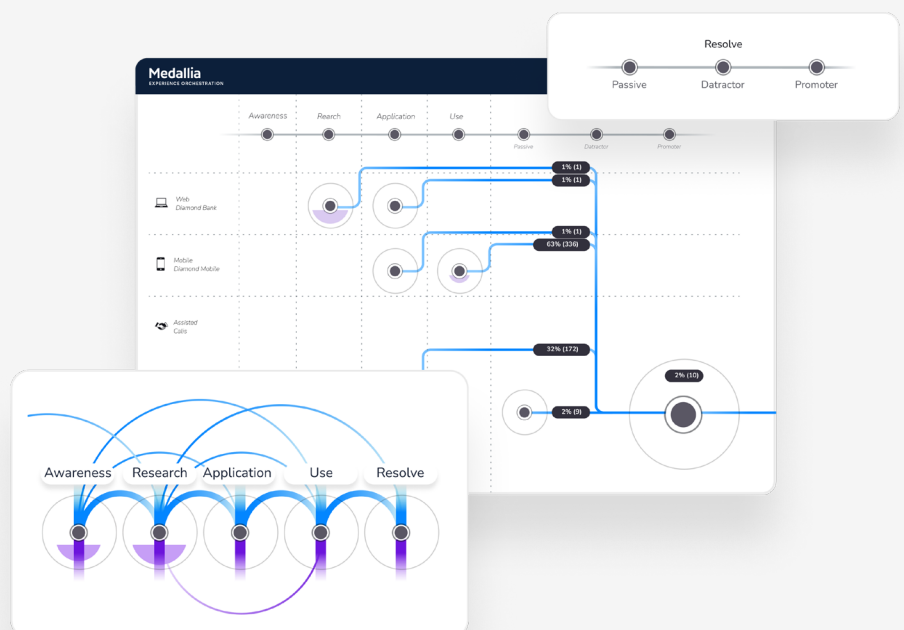 Resolve
Passive
Datractor
Promoter
Medallia
EXPERIENCE ORCHESTRATION
Awareness
Rearch
Application
Use
Passive
Datractor
Promoter
1% (1)
1% (1)
Web
Diamond Bank
1% (1)
63% (336)
Mobile
Diamond Mobile
Assisted
Calls
32% (172)
2% (10)
2% (9)
Awareness
Research
Application
Use
Resolve